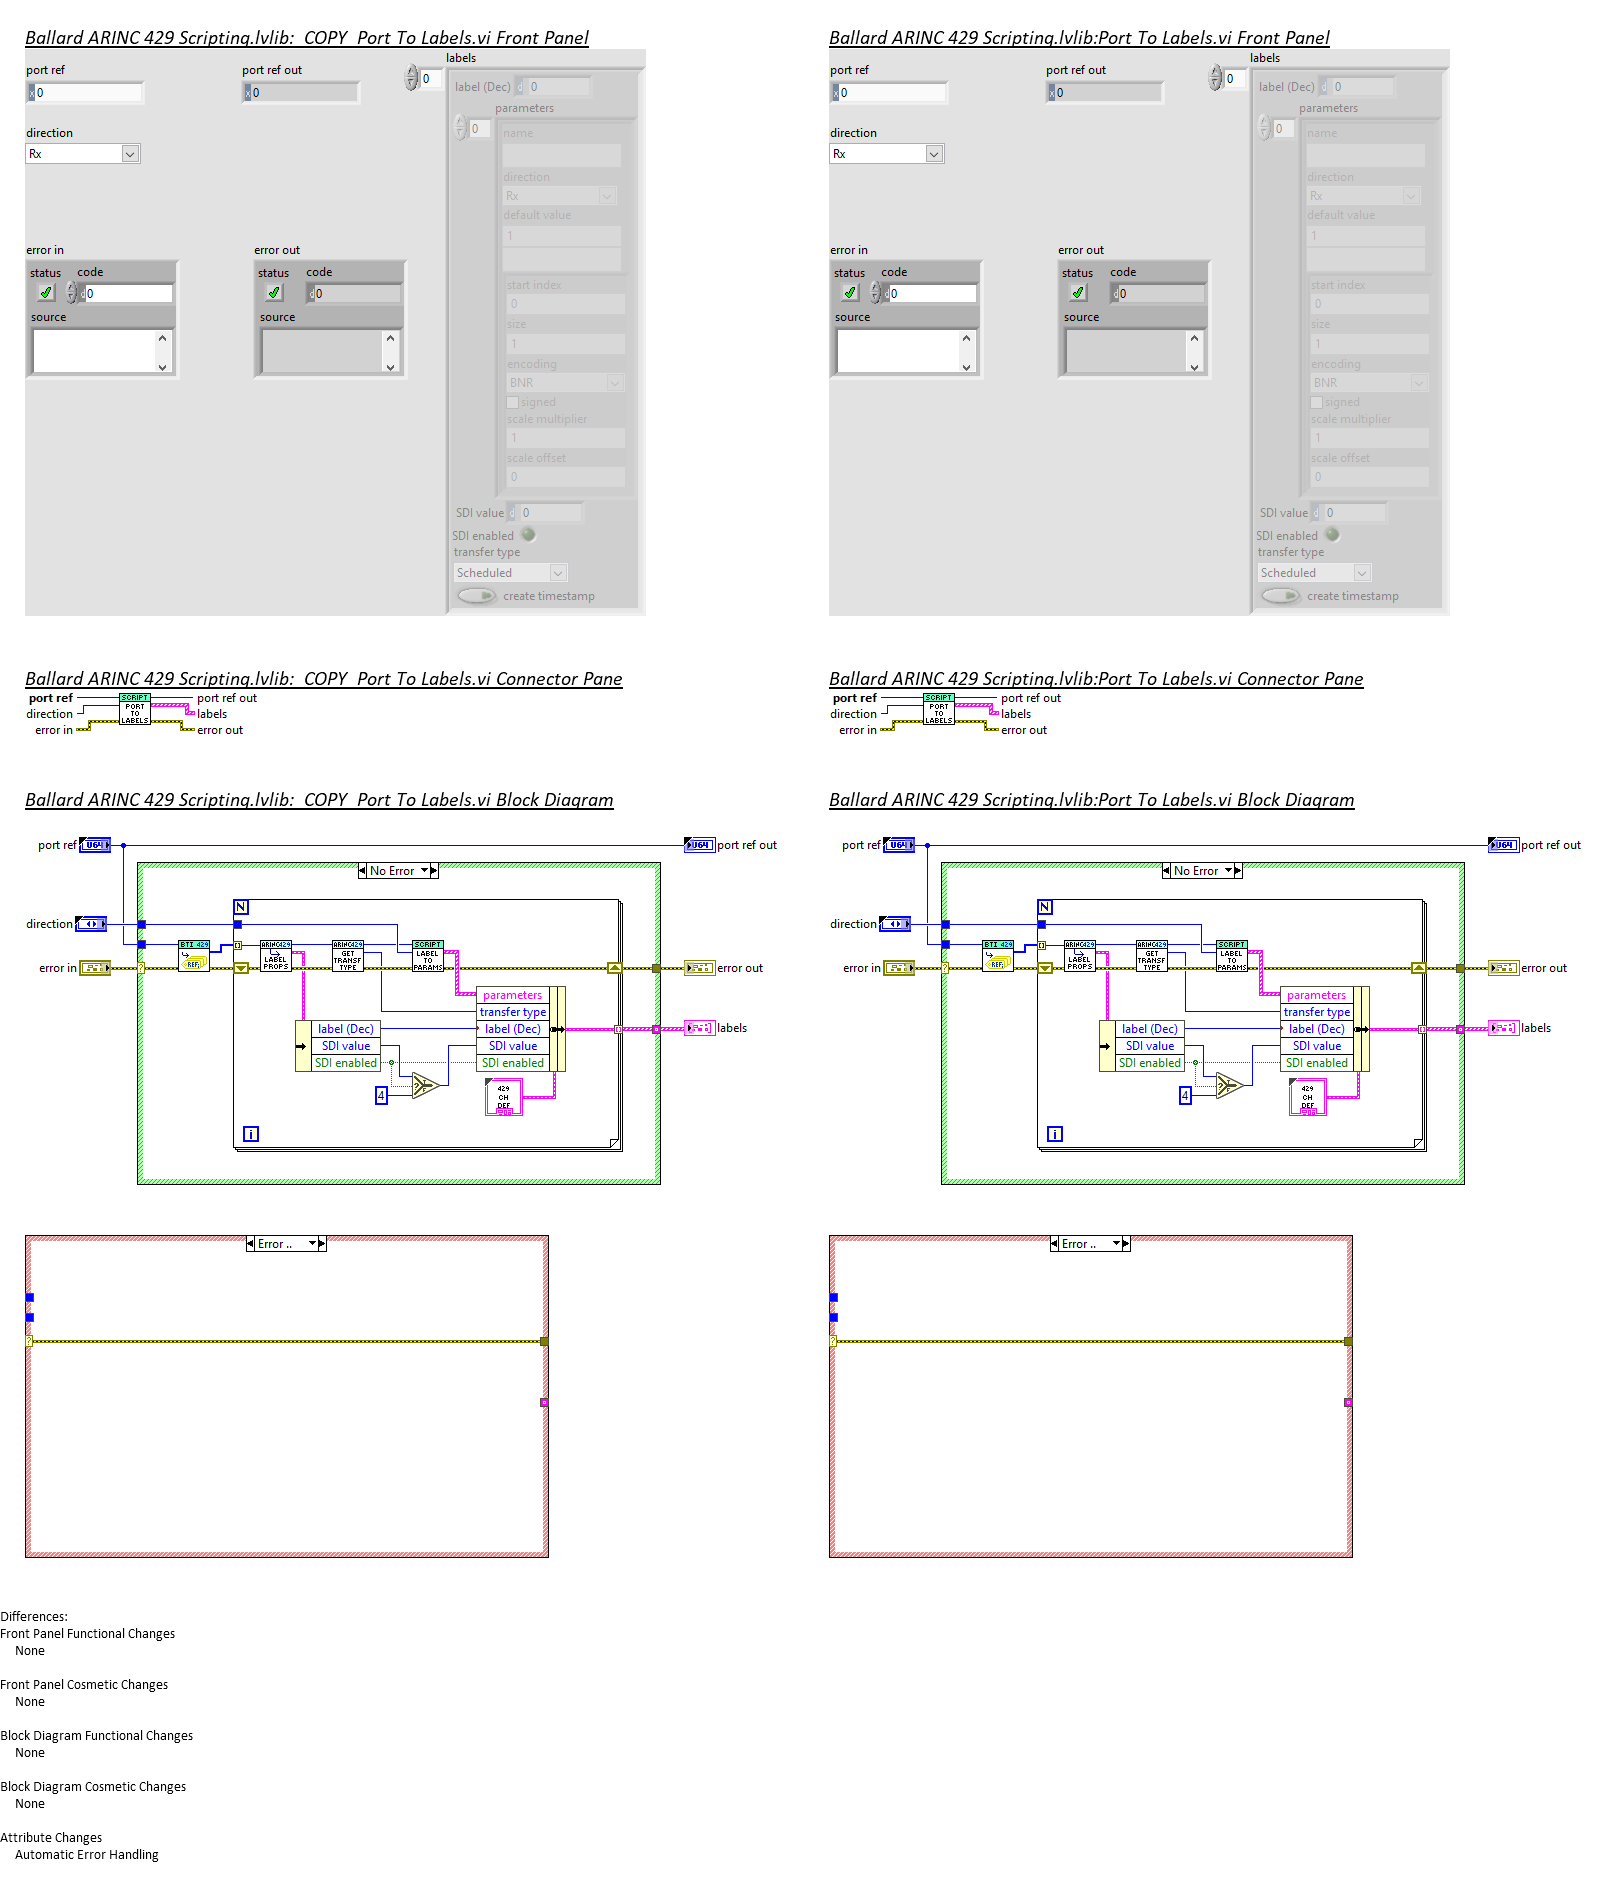 Ballard ARINC 429 Scripting.lvlib:  COPY  Port To Labels.vi Front Panel
port ref
0
port ref out
0
labels
0
label (Dec)
d 0
parameters
0
name
direction
Rx
default value
1
start index
0
size
1
encoding
BNR
signed
scale multiplier
1
scale offset
0
SDI value
d 0
SDI enabled
transfer type
Scheduled
create timestamp
direction
Rx
error in
status
code
d0
source
error out
status
code
d0
source
Ballard ARINC 429 Scripting.lvlib:Port To Labels.vi Front Panel
port ref
x 0
port ref out
x 0
labels
0
label (Dec)
d 0
parameters
0
name
direction
Rx
default value
1
start index
0
size
1
encoding
BNR
signed
scale multiplier
1
scale offset
0
SDI value
d 0
SDI enabled
transfer type
Scheduled
create timestamp
direction
Rx
error in
status
code
d0
source
error out
status
code
d0
source
Ballard ARINC 429 Scripting.lvlib:  COPY  Port To Labels.vi Connector Pane
port ref
direction
error in
SCRIPT
PORT
TO
LABELS
port ref out
labels
error out
Ballard ARINC 429 Scripting.lvlib:Port To Labels.vi Connector Pane
port ref
direction
error in
SCRIPT
PORT
TO
LABELS
port ref out
labels
error out
Ballard ARINC 429 Scripting.lvlib:  COPY  Port To Labels.vi Block Diagram
port ref
U64
U64
port ref out
No Error
N
direction
BTI 429
REF
ARINC429
LABEL
PROPS
ARINC429
GET
TRANSF
TYPE
SCRIPT
LABEL
TO
PARAMS
error in
?
error out
parameters
transfer type
label (Dec)
SDI value
SDI enabled
label (Dec)
SDI value
SDI enabled
labels
4
? T F
429
CH
DEF
i
Error ..
?
Ballard ARINC 429 Scripting.lvlib:Port To Labels.vi Block Diagram
port ref
U64
U64
port ref out
No Error
N
direction
BTI 429
REF
ARINC429
LABEL
PROPS
ARINC429
GET
TRANSF
TYPE
SCRIPT
LABEL
TO
PARAMS
error in
?
error out
parameters
transfer type
label (Dec)
SDI value
SDI enabled
label (Dec)
SDI value
SDI enabled
labels
4
? T F
429
CH
DEF
i
Error ..
?
Differences:
Front Panel Functional Changes
None
Front Panel Cosmetic Changes
None
Block Diagram Functional Changes
None
Block Diagram Cosmetic Changes
None
Attribute Changes
Automatic Error Handling